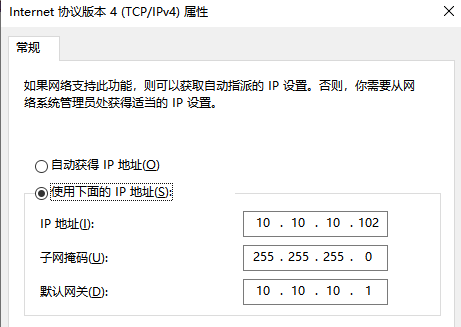 Internet 协议版本 4 (TCP/IPv4) 属性
常规
如果网络支持此功能，则可以获取自动指派的 IP 设置。否则，你需要从网
络系统管理员处获得适当的 IP 设置。
自动获得 IP 地址(O)
使用下面的 IP 地址(S):
IP 地址(I): 10 . 10 . 10 . 102
子网掩码(U): 255 . 255 . 255 . 0
默认网关(D): 10 . 10 . 10 . 1